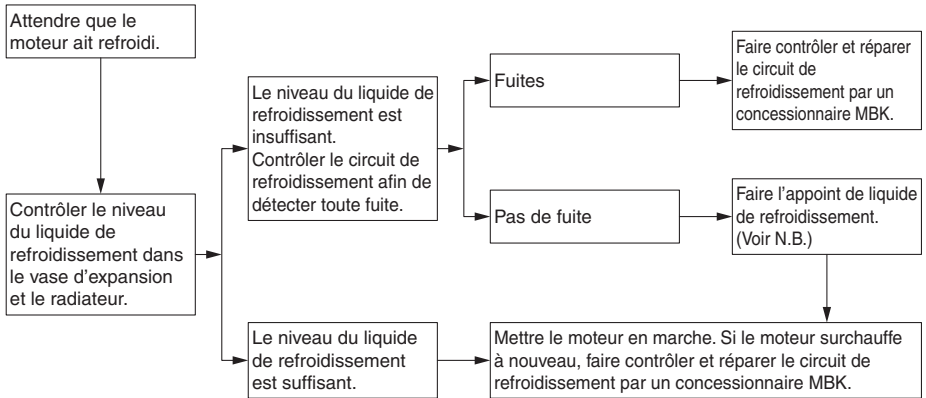 Attendre que le
moteur ait refroidi.
Contrôler le niveau
du liquide de
refroidissement dans
le vase d'expansion
et le radiateur.
Le niveau du liquide de
refroidissement est
insuffisant.
Contrôler le circuit de
refroidissement afin de
détecter toute fuite.
Fuites
Faire contrôler et réparer
le circuit de
refroidissement par un
concessionnaire MBK.
Pas de fuite
Faire l'appoint de liquide
de refroidissement.
(Voir N.B.)
Le niveau du liquide
de refroidissement
est suffisant.
Mettre le moteur en marche. Si le moteur surchauffe
à nouveau, faire contrôler et réparer le circuit de
refroidissement par un concessionnaire MBK.